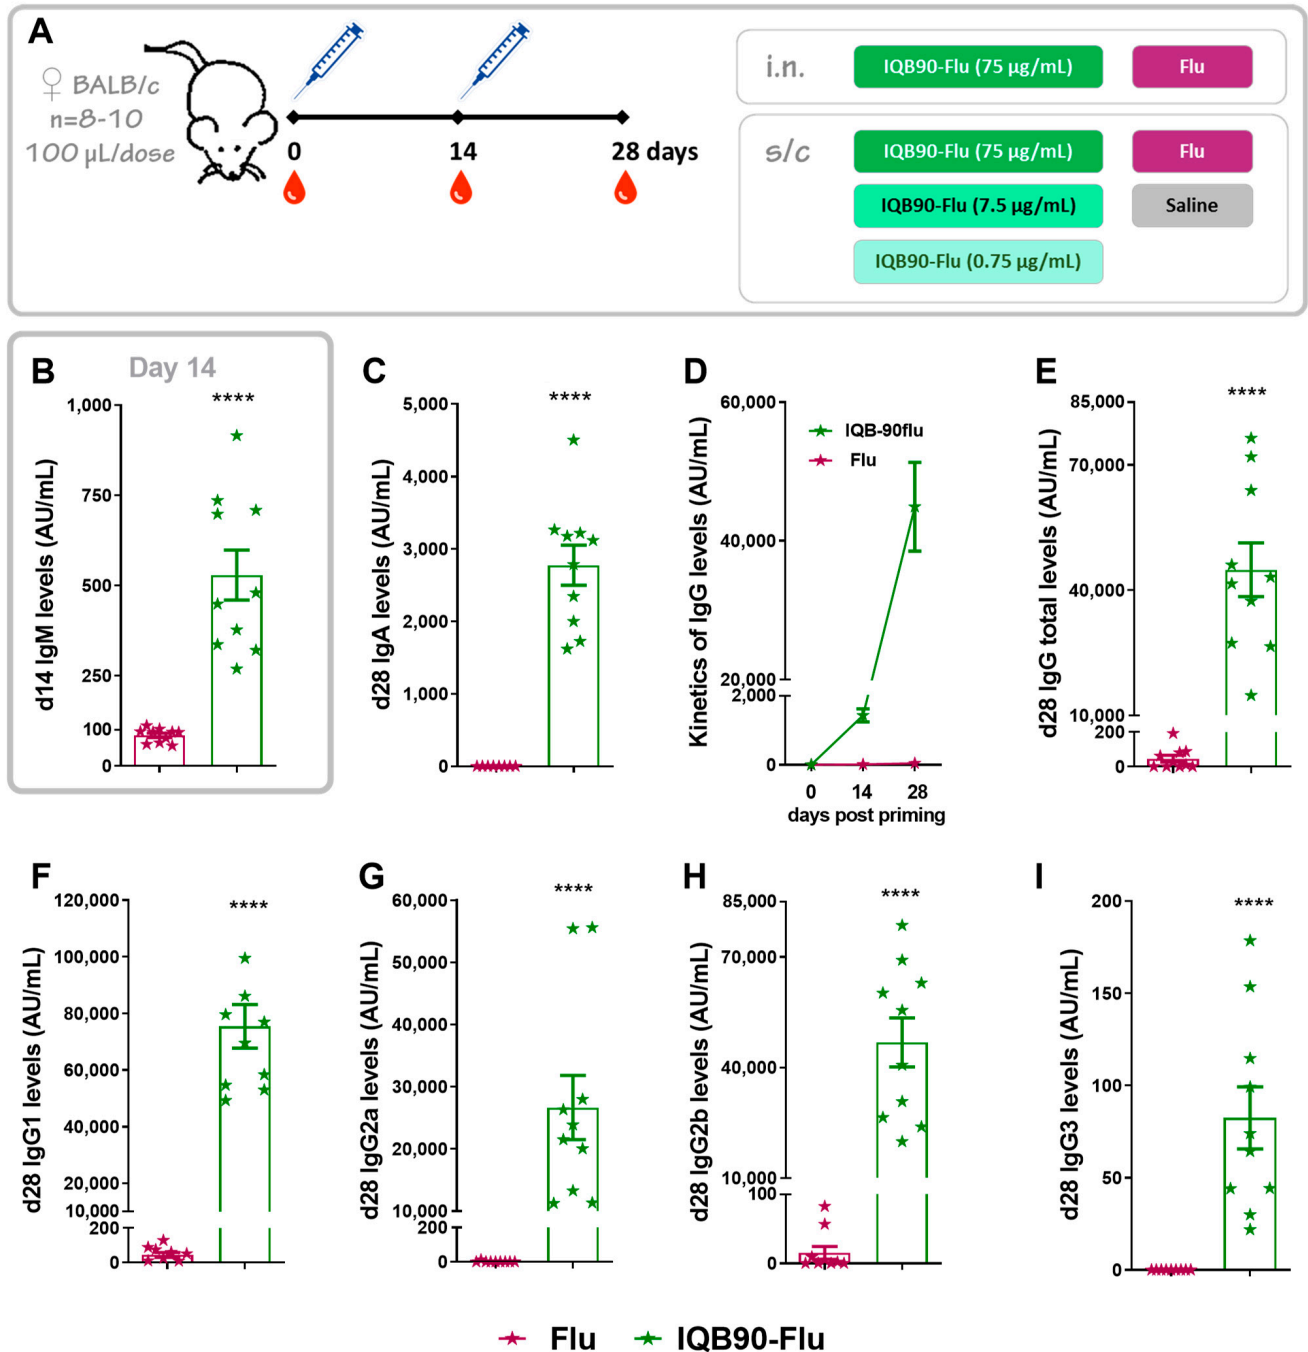 A
♀ BALB/c
n=8-10
100 µL/dose
0
14
28 days
i.n.
IQB90-Flu (75 µg/mL)
Flu
s/c
IQB90-Flu (75 µg/mL)
Flu
IQB90-Flu (7.5 µg/mL)
Saline
IQB90-Flu (0.75 µg/mL)
B
Day 14
****
d14 IgM levels (AU/mL)
1,000
750
500
250
100
0
C
****
d28 IgA levels (AU/mL)
5,000
4,000
3,000
2,000
1,000
0
D
Kinetics of IgG levels (AU/mL)
60,000
40,000
20,000
2,000
0
IQB-90flu
Flu
0
14
28
days post priming
E
****
d28 IgG total levels (AU/mL)
85,000
70,000
40,000
10,000
200
0
F
****
d28 IgG1 levels (AU/mL)
120,000
100,000
80,000
60,000
40,000
20,000
10,000
200
0
G
****
d28 IgG2a levels (AU/mL)
60,000
50,000
40,000
30,000
20,000
10,000
200
0
H
****
d28 IgG2b levels (AU/mL)
85,000
70,000
40,000
10,000
100
0
I
****
d28 IgG3 levels (AU/mL)
200
150
100
50
0
Flu
IQB90-Flu